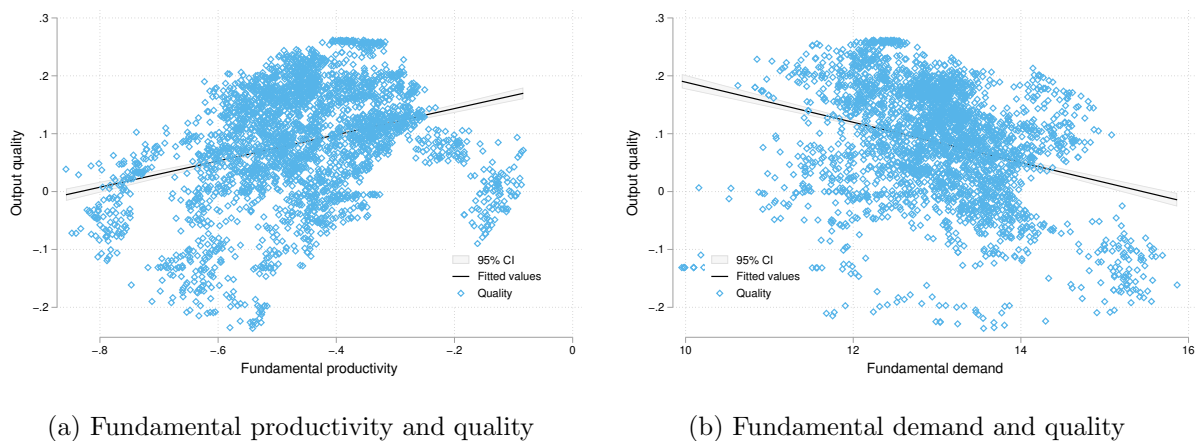 .3
.2
.1
0
-.1
-.2
Output quality
-.8
-.6
-.4
-.2
0
Fundamental productivity
95% CI
Fitted values
Quality
(a) Fundamental productivity and quality
.3
.2
.1
0
-.1
-.2
Output quality
10
12
14
16
Fundamental demand
95% CI
Fitted values
Quality
(b) Fundamental demand and quality